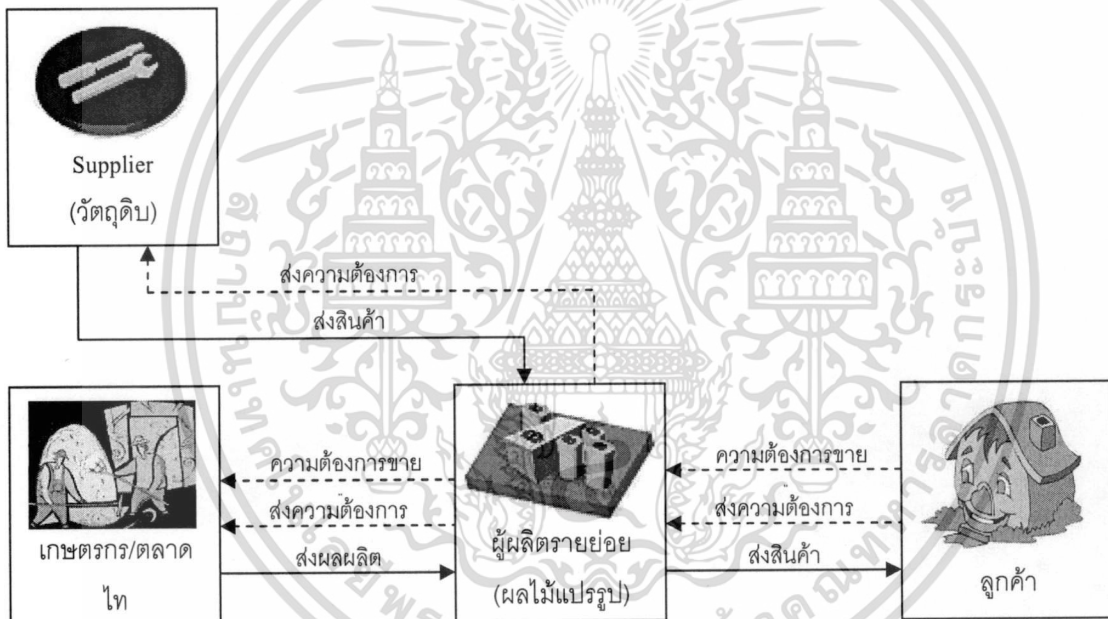 Supplier
(วัตถุดิบ)
ส่งความต้องการ
ส่งสินค้า
ความต้องการขาย
ส่งความต้องการ
ส่งผลผลิต
เกษตรกร/ตลาด
ไท
ผู้ผลิตรายย่อย
(ผลไม้แปรรูป)
ความต้องการขาย
ส่งความต้องการ
ส่งสินค้า
ลูกค้า